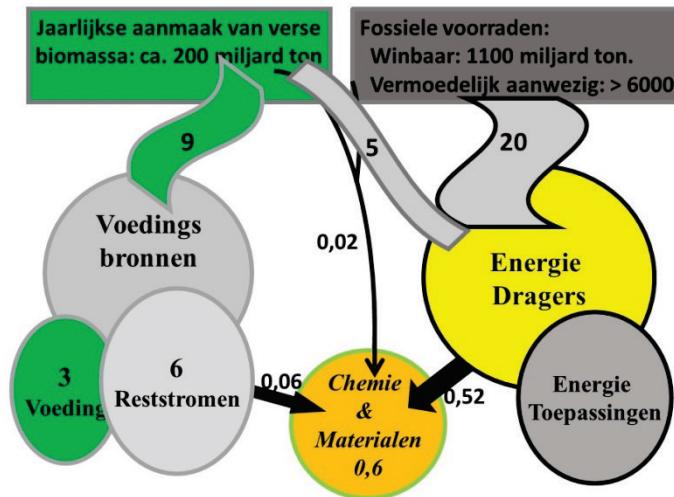 Jaarlijkse aanmaak van verse
biomassa: ca. 200 miljard ton
Fossiele voorraden:
Winbaar: 1100 miljard ton.
Vermoedelijk aanwezig: > 6000
9
5
20
Voedings
bronnen
0,02
Energie
Dragers
3
Voeding
6
Reststromen
0,06
Chemie
&
Materialen
0,6
0,52
Energie
Toepassingen